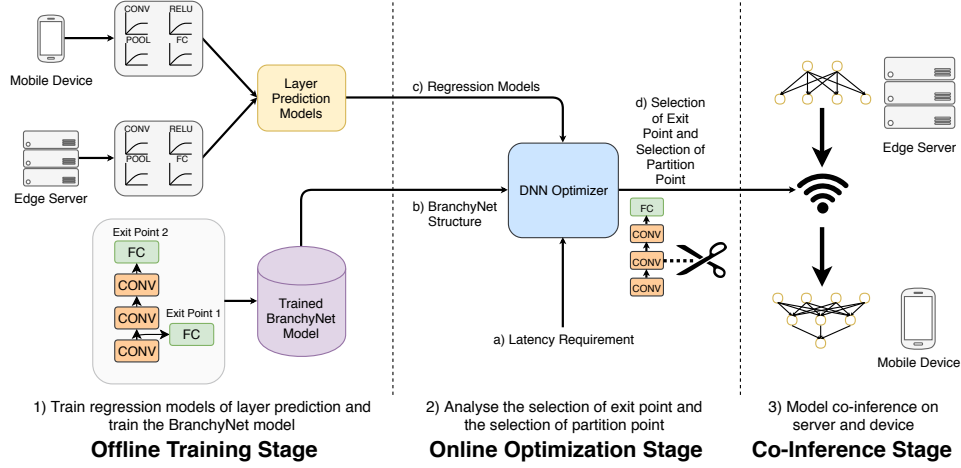 CONV
RELU
POOL
FC
Mobile Device
CONV
RELU
POOL
FC
Edge Server
Layer
Prediction
Models
Exit Point 2
FC
CONV
CONV
Exit Point 1
CONV
FC
Trained
BranchyNet
Model
1) Train regression models of layer prediction and
train the BranchyNet model
Offline Training Stage
c) Regression Models
b) BranchyNet
Structure
DNN Optimizer
a) Latency Requirement
d) Selection
of Exit
Point and
Selection of
Partition
Point
FC
CONV
CONV
CONV
2) Analyse the selection of exit point and
the selection of partition point
Online Optimization Stage
Edge Server
Mobile Device
3) Model co-inference on
server and device
Co-Inference Stage